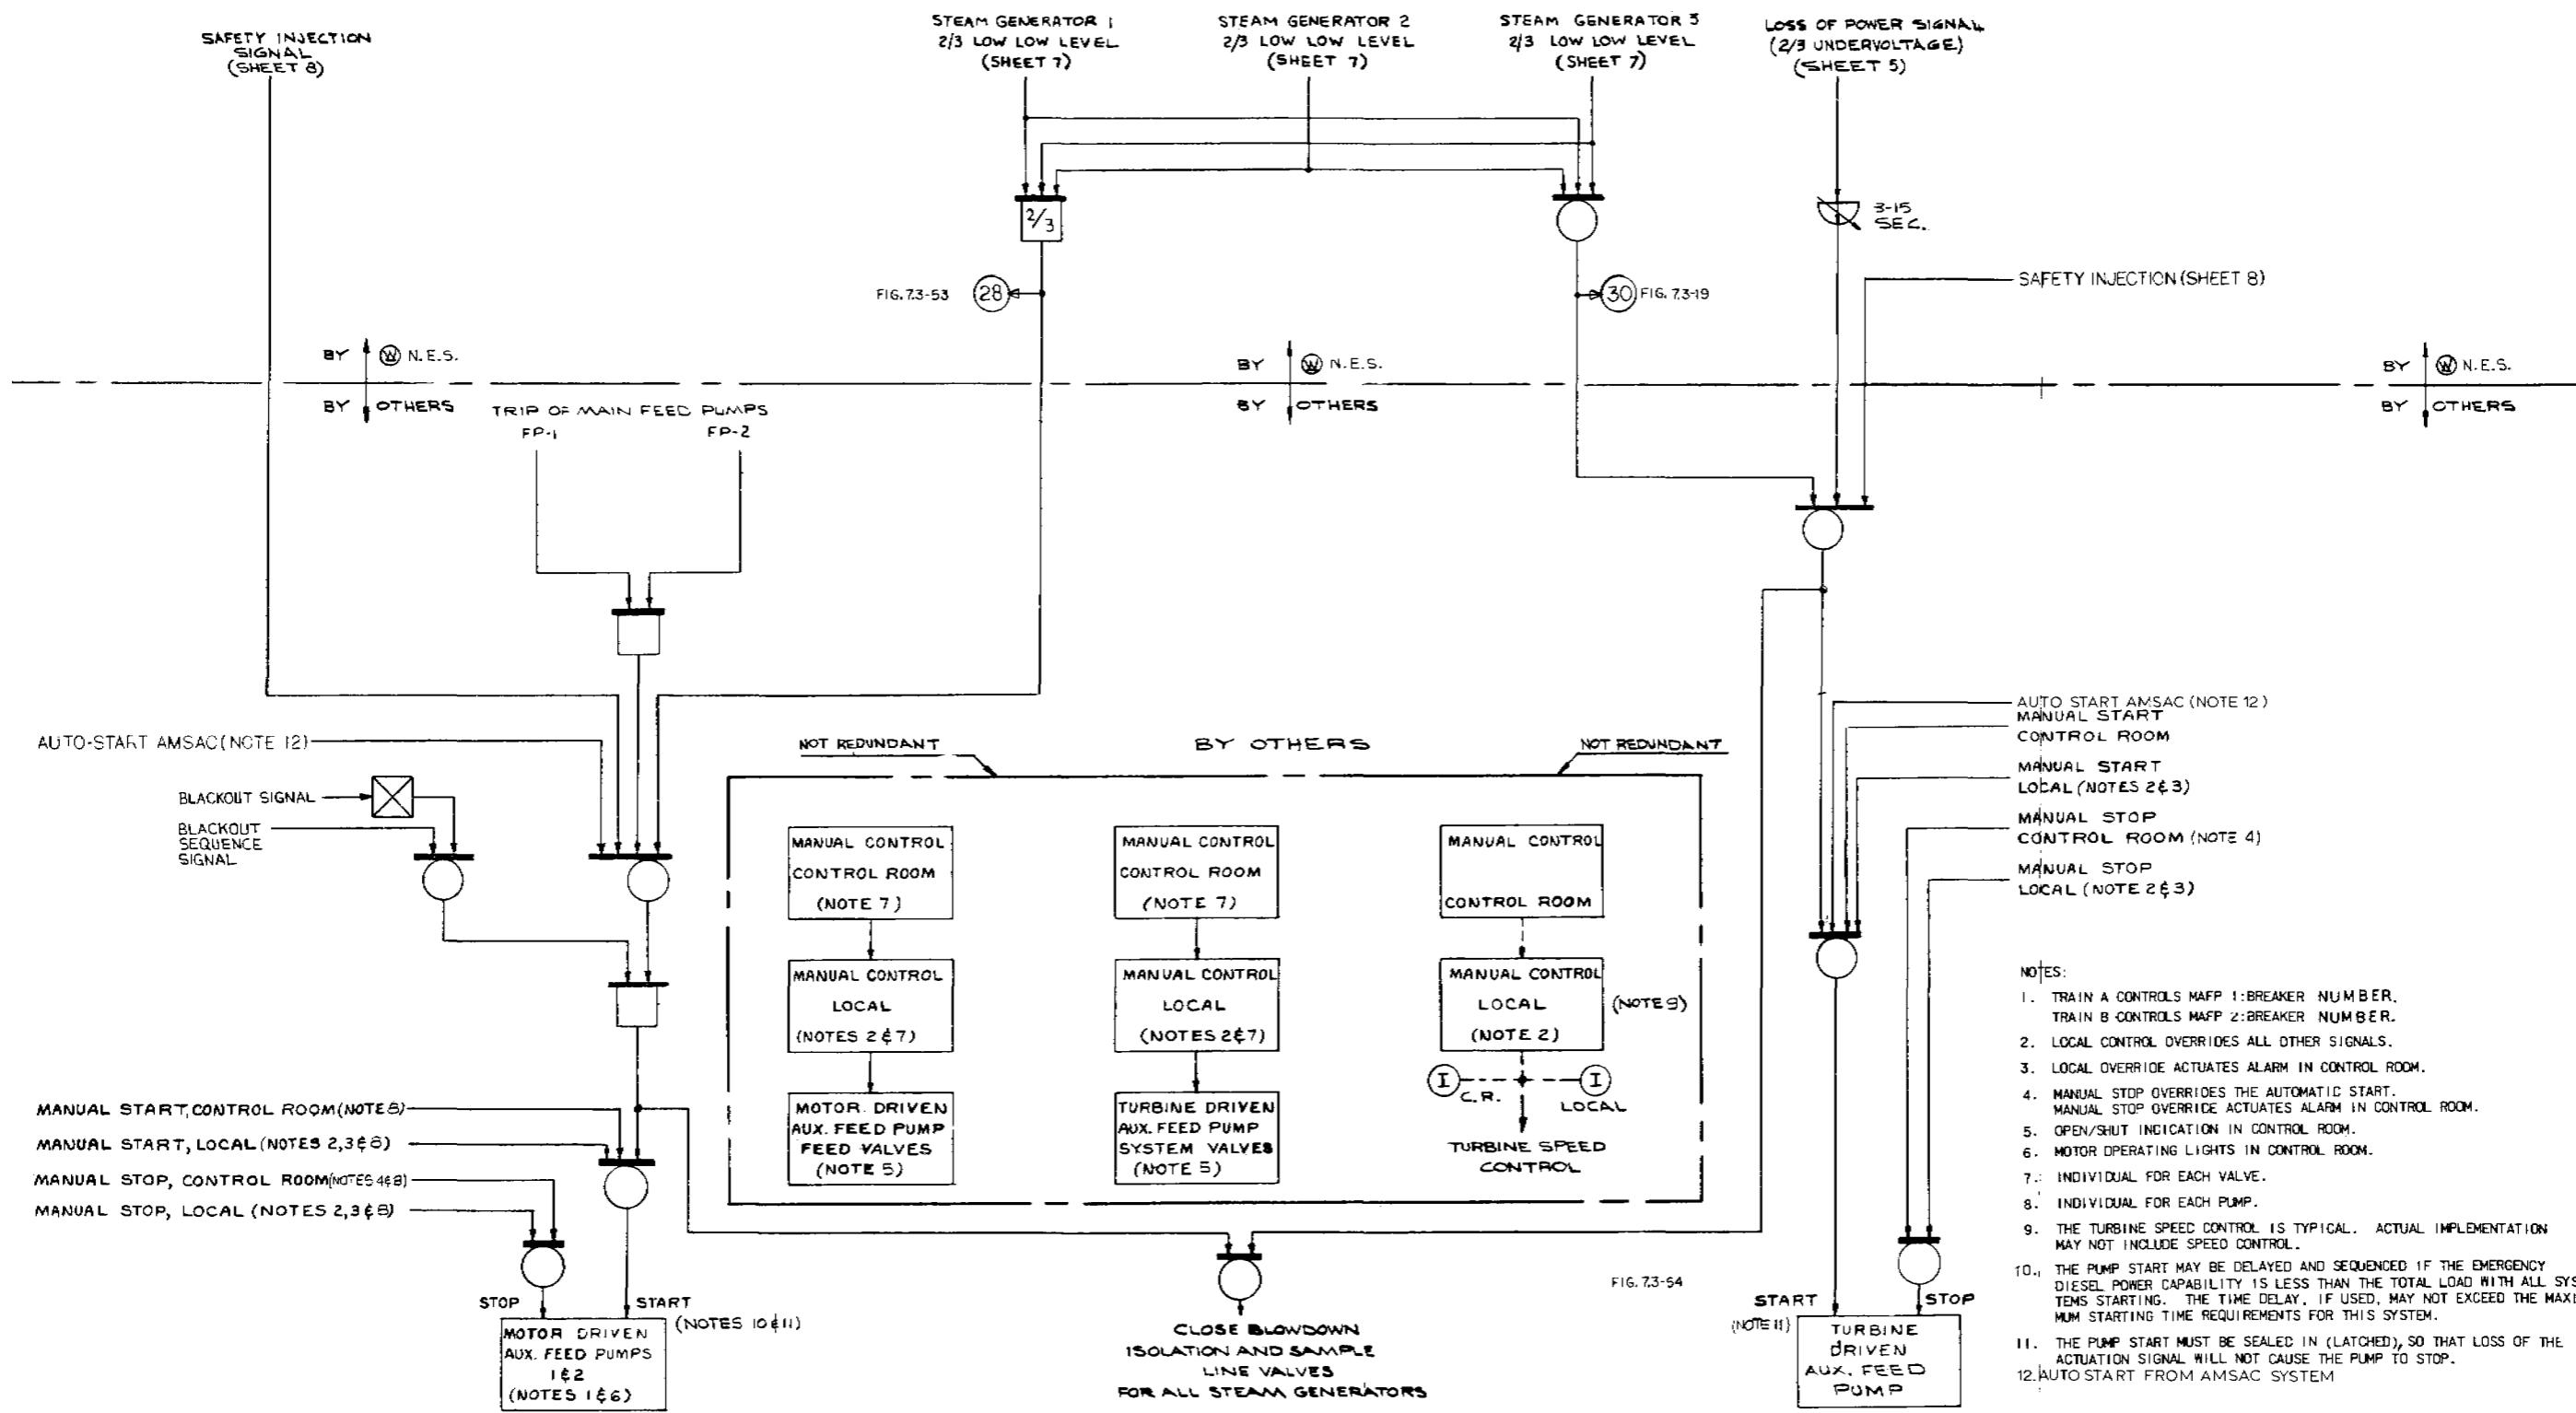 SAFETY INJECTION
SIGNAL
(SHEET 8)
STEAM GENERATOR 1
2/3 LOW LOW LEVEL
(SHEET 7)
STEAM GENERATOR 2
2/3 LOW LOW LEVEL
(SHEET 7)
STEAM GENERATOR 3
2/3 LOW LOW LEVEL
(SHEET 7)
LOSS OF POWER SIGNAL
(2/3 UNDERVOLTAGE)
(SHEET 5)
2/3
3-15
SEC.
FIG. 7.3-53
28
30
FIG. 7.3-19
SAFETY INJECTION (SHEET 8)
BY W N.E.S.
BY OTHERS
BY W N.E.S.
BY OTHERS
BY W N.E.S.
BY OTHERS
TRIP OF MAIN FEED PUMPS
FP-1
FP-2
AUTO-START AMSAC (NOTE 12)
BLACKOUT SIGNAL
BLACKOUT
SEQUENCE
SIGNAL
NOT REDUNDANT
BY OTHERS
NOT REDUNDANT
MANUAL CONTROL
CONTROL ROOM
(NOTE 7)
MANUAL CONTROL
LOCAL
(NOTES 2&7)
MOTOR DRIVEN
AUX. FEED PUMP
FEED VALVES
(NOTE 5)
MANUAL CONTROL
CONTROL ROOM
(NOTE 7)
MANUAL CONTROL
LOCAL
(NOTES 2&7)
TURBINE DRIVEN
AUX. FEED PUMP
SYSTEM VALVES
(NOTE 5)
MANUAL CONTROL
CONTROL ROOM
MANUAL CONTROL
LOCAL
(NOTE 2)
(NOTE 9)
I
C.R.
I
LOCAL
TURBINE SPEED
CONTROL
AUTO START AMSAC (NOTE 12)
MANUAL START
CONTROL ROOM
MANUAL START
LOCAL (NOTES 2&3)
MANUAL STOP
CONTROL ROOM (NOTE 4)
MANUAL STOP
LOCAL (NOTE 2&3)
MANUAL START, CONTROL ROOM (NOTE 8)
MANUAL START, LOCAL (NOTES 2,3&8)
MANUAL STOP, CONTROL ROOM (NOTES 4&8)
MANUAL STOP, LOCAL (NOTES 2,3&8)
STOP
START
(NOTES 10&11)
MOTOR DRIVEN
AUX. FEED PUMPS
1&2
(NOTES 1&6)
CLOSE BLOWDOWN
ISOLATION AND SAMPLE
LINE VALVES
FOR ALL STEAM GENERATORS
FIG. 7.3-54
START
(NOTE 11)
STOP
TURBINE
DRIVEN
AUX. FEED
PUMP
NOTES:
1. TRAIN A CONTROLS MAFP 1:BREAKER NUMBER.
TRAIN B CONTROLS MAFP 2:BREAKER NUMBER.
2. LOCAL CONTROL OVERRIDES ALL OTHER SIGNALS.
3. LOCAL OVERRIDE ACTUATES ALARM IN CONTROL ROOM.
4. MANUAL STOP OVERRIDES THE AUTOMATIC START.
MANUAL STOP OVERRIDE ACTUATES ALARM IN CONTROL ROOM.
5. OPEN/SHUT INDICATION IN CONTROL ROOM.
6. MOTOR OPERATING LIGHTS IN CONTROL ROOM.
7. INDIVIDUAL FOR EACH VALVE.
8. INDIVIDUAL FOR EACH PUMP.
9. THE TURBINE SPEED CONTROL IS TYPICAL. ACTUAL IMPLEMENTATION
MAY NOT INCLUDE SPEED CONTROL.
10. THE PUMP START MAY BE DELAYED AND SEQUENCED IF THE EMERGENCY
DIESEL POWER CAPABILITY IS LESS THAN THE TOTAL LOAD WITH ALL SYS
TEMS STARTING. THE TIME DELAY, IF USED, MAY NOT EXCEED THE MAXI
MUM STARTING TIME REQUIREMENTS FOR THIS SYSTEM.
11. THE PUMP START MUST BE SEALED IN (LATCHED), SO THAT LOSS OF THE
ACTUATION SIGNAL WILL NOT CAUSE THE PUMP TO STOP.
12. AUTO START FROM AMSAC SYSTEM